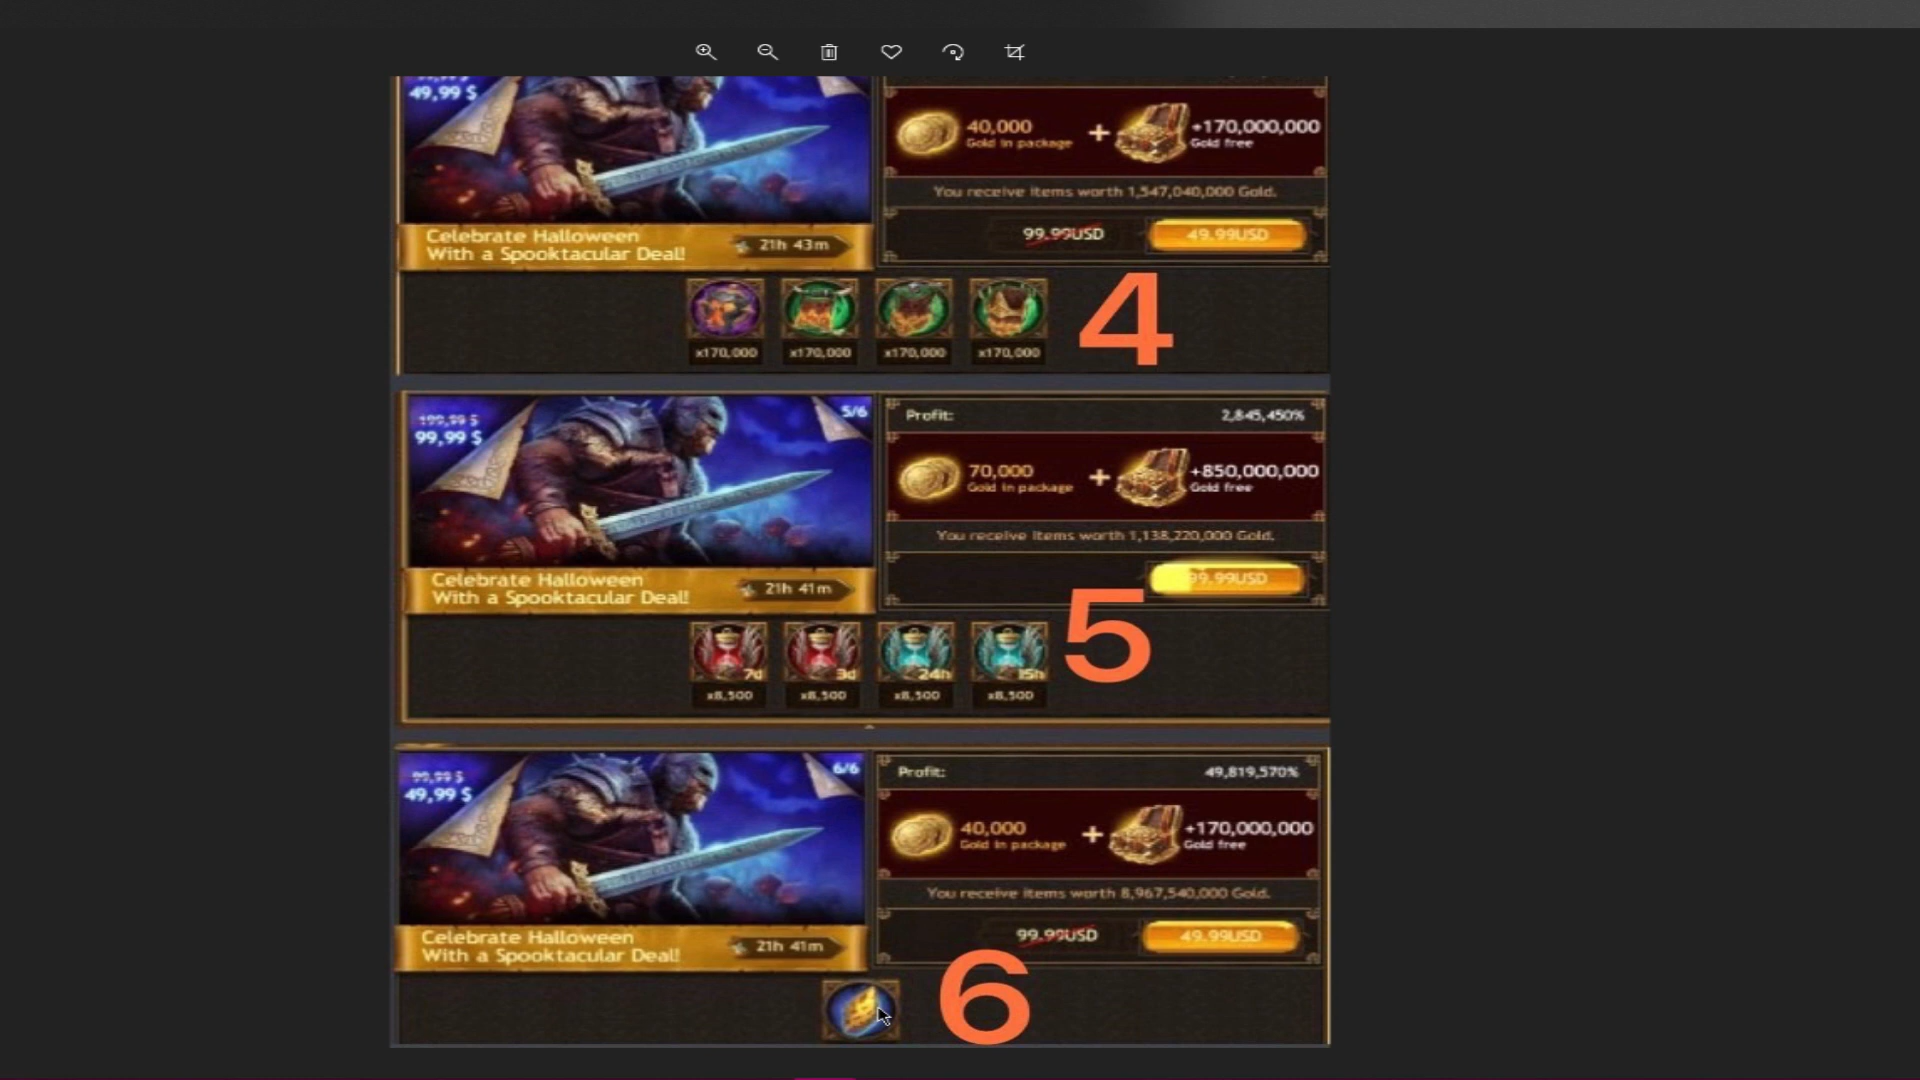 49,99 $
40,000
Gold in package
+
+170,000,000
Gold free
You receive items worth 1,547,040,000 Gold.
99.99USD
49.99USD
Celebrate Halloween
With a Spooktacular Deal!
21h 43m
x170,000
x170,000
x170,000
x170,000
4
199,99 $
99,99 $
5/6
Profit:
2,845,450%
70,000
Gold in package
+
+850,000,000
Gold free
You receive items worth 1,138,220,000 Gold.
99.99USD
Celebrate Halloween
With a Spooktacular Deal!
21h 41m
7d
3d
24h
15h
x8,500
x8,500
x8,500
x8,500
5
99,99 $
49,99 $
6/6
Profit:
49,819,570%
40,000
Gold in package
+
+170,000,000
Gold free
You receive items worth 8,967,540,000 Gold.
99.99USD
49.99USD
Celebrate Halloween
With a Spooktacular Deal!
21h 41m
6